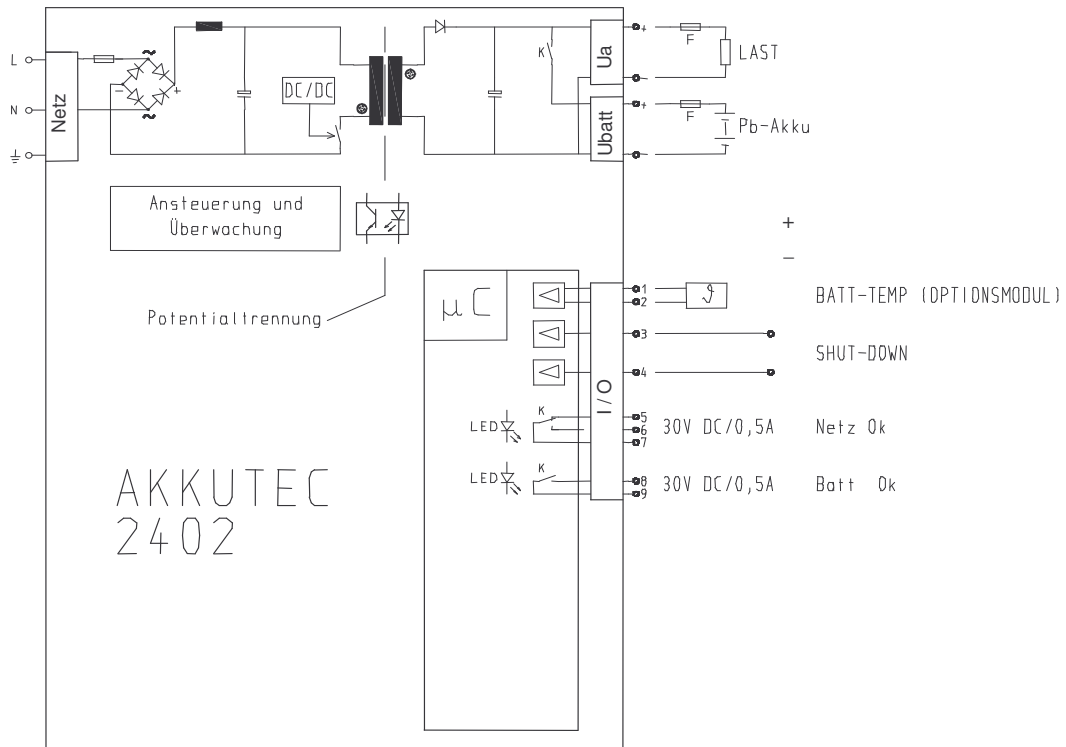 L
N
Netz
~
~
−
+
DC/DC
K
Ua
+
−
F
LAST
Ubatt
+
−
F
Pb-Akku
Ansteuerung und
Überwachung
Potentialtrennung
+
−
µC
I/O
1
2
ϑ
BATT-TEMP (OPTIONSMODUL)
3
SHUT-DOWN
4
LED
K
5
6
7
30V DC/0,5A
Netz Ok
LED
K
8
9
30V DC/0,5A
Batt Ok
AKKUTEC
2402